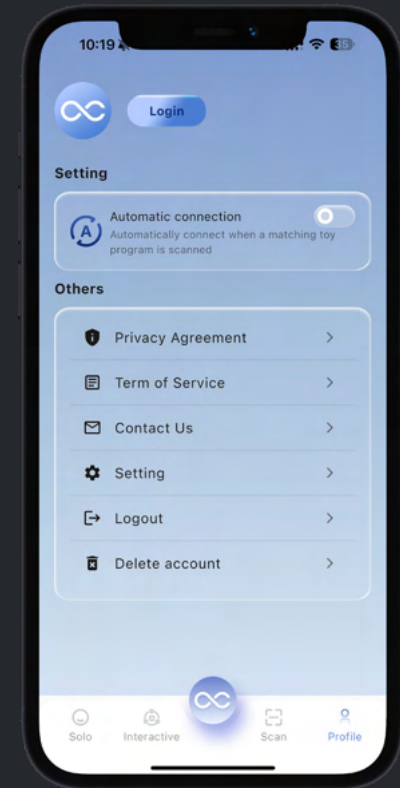 10:19
35
Login
Setting
Automatic connection
Automatically connect when a matching toy
program is scanned
Others
Privacy Agreement
Term of Service
Contact Us
Setting
Logout
Delete account
Solo
Interactive
Scan
Profile